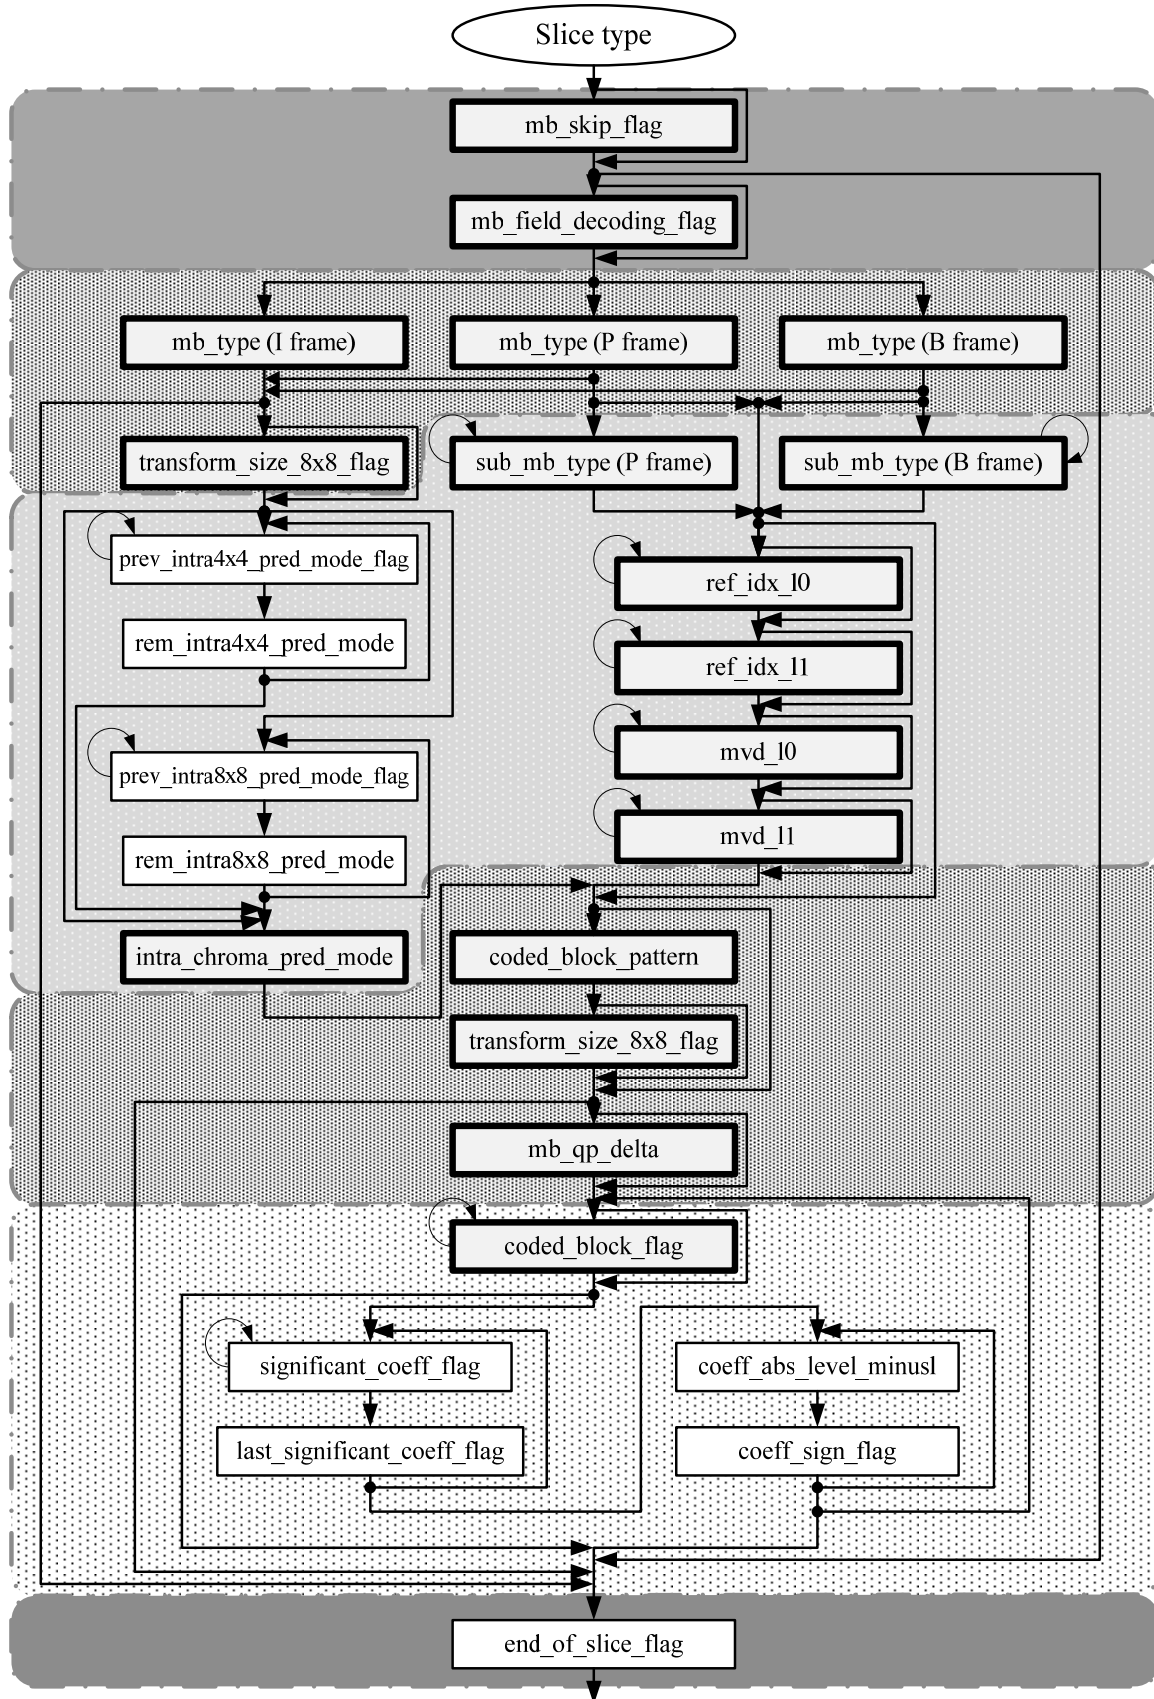 Slice type
mb_skip_flag
mb_field_decoding_flag
mb_type (I frame)
mb_type (P frame)
mb_type (B frame)
transform_size_8x8_flag
sub_mb_type (P frame)
sub_mb_type (B frame)
prev_intra4x4_pred_mode_flag
ref_idx_l0
rem_intra4x4_pred_mode
ref_idx_l1
mvd_l0
prev_intra8x8_pred_mode_flag
mvd_l1
rem_intra8x8_pred_mode
intra_chroma_pred_mode
coded_block_pattern
transform_size_8x8_flag
mb_qp_delta
coded_block_flag
significant_coeff_flag
coeff_abs_level_minusl
last_significant_coeff_flag
coeff_sign_flag
end_of_slice_flag